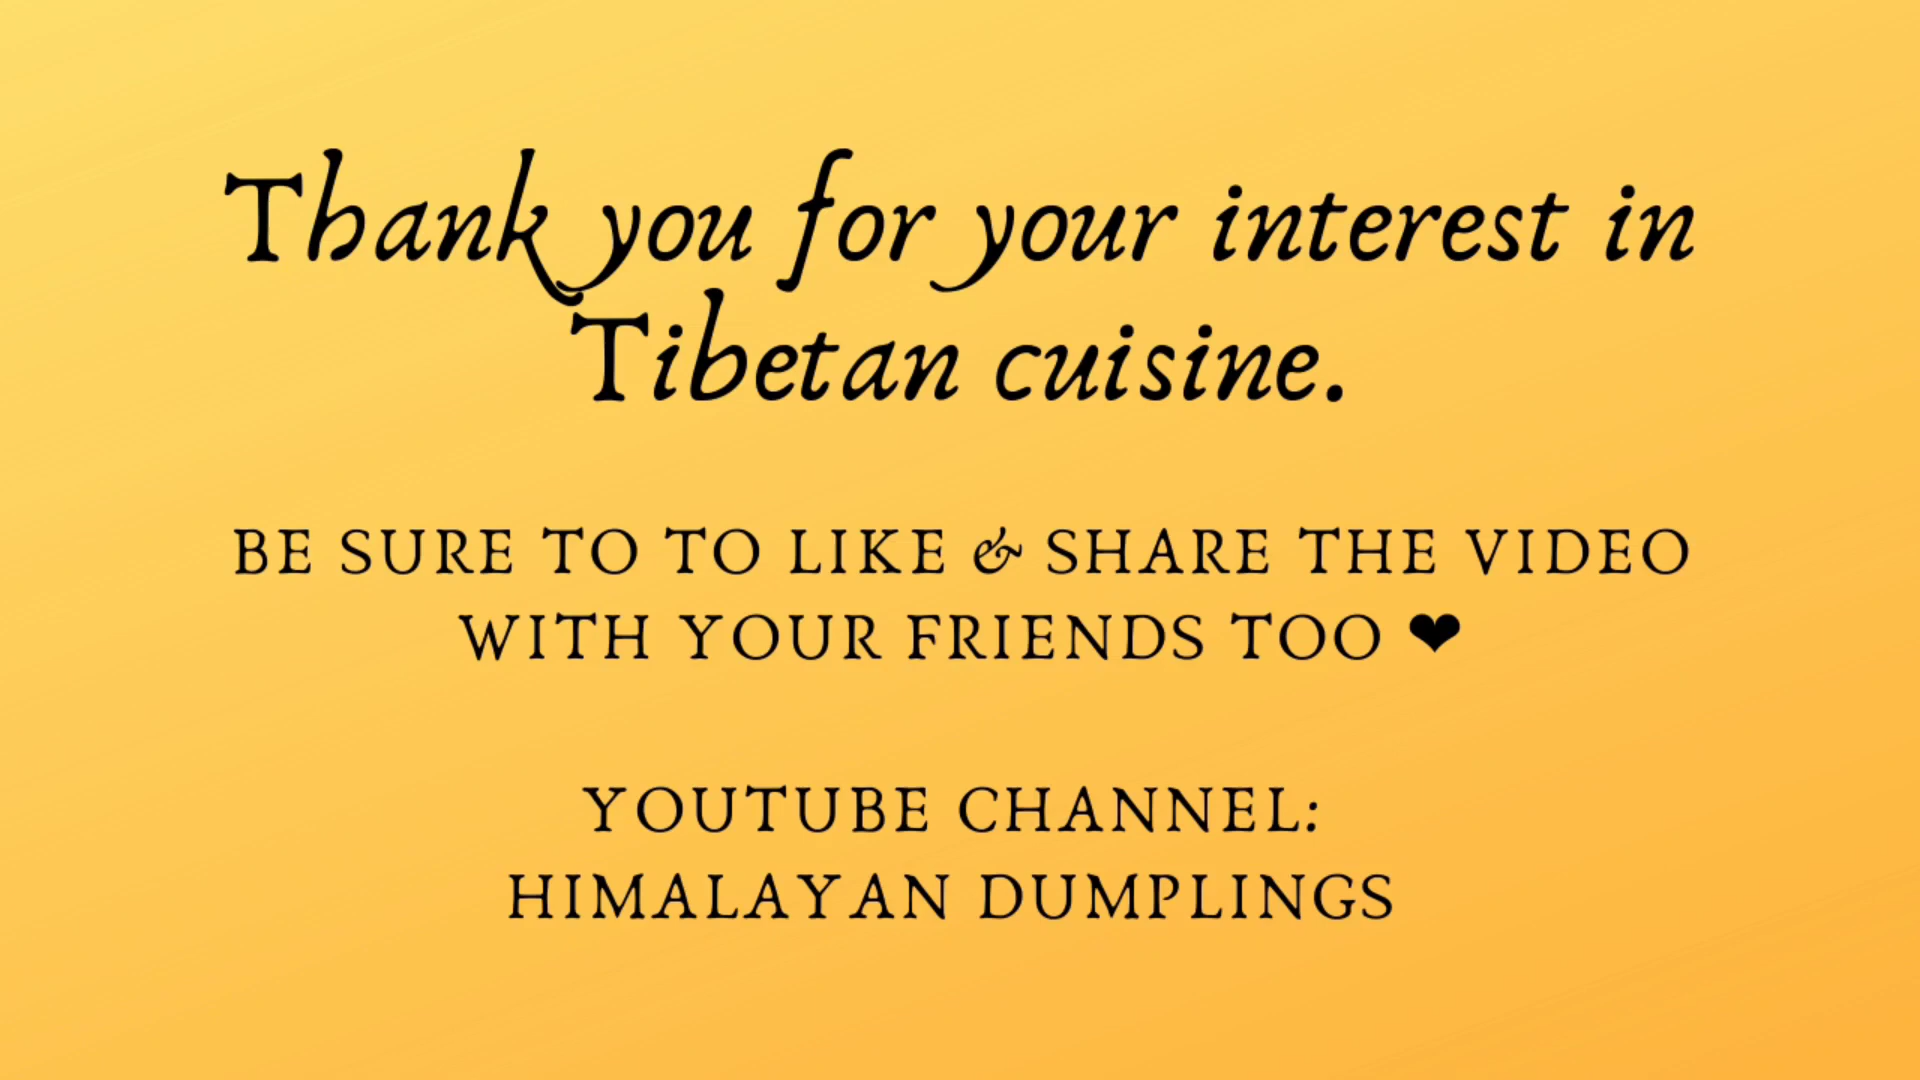 Thank you for your interest in
Tibetan cuisine.
BE SURE TO TO LIKE & SHARE THE VIDEO
WITH YOUR FRIENDS TOO ❤
YOUTUBE CHANNEL:
HIMALAYAN DUMPLINGS